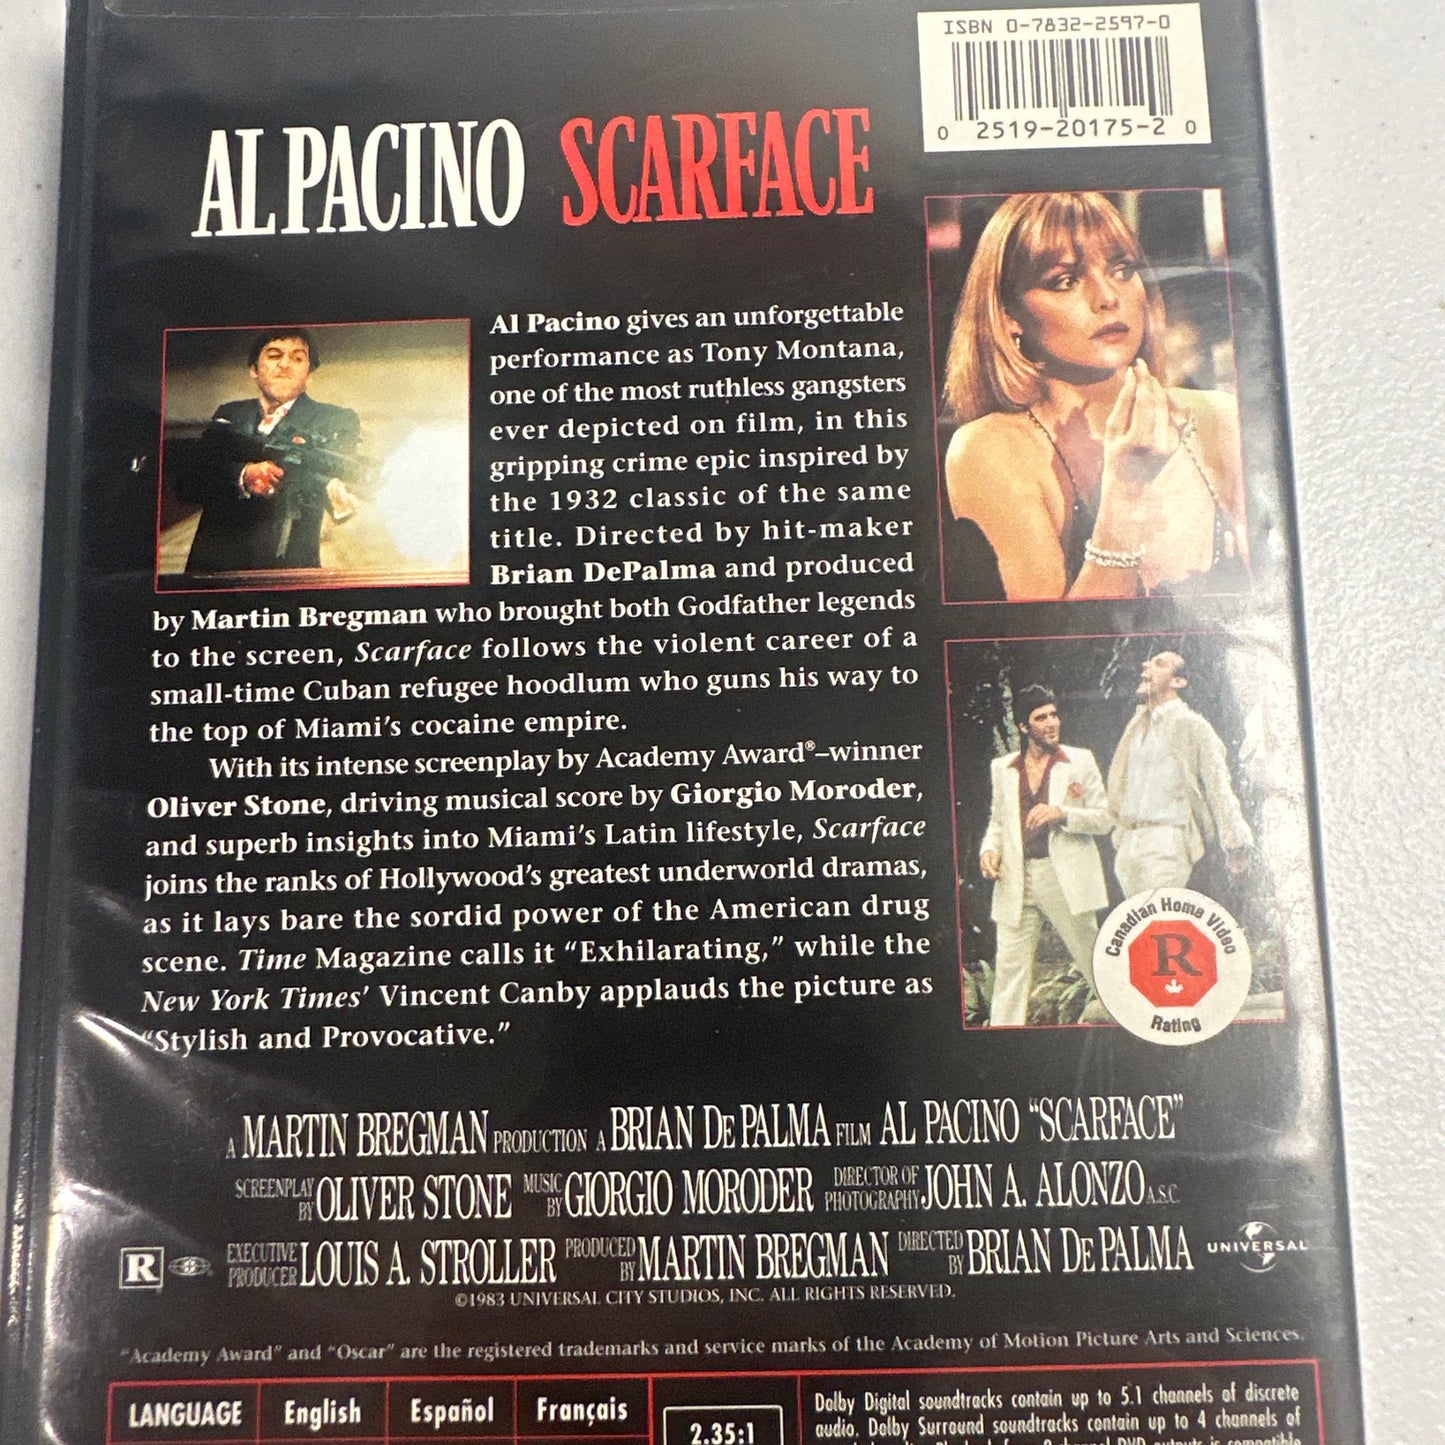 ISBN 0-7832-2597-0
0 2519-20175-2 0
AL PACINO SCARFACE
Al Pacino gives an unforgettable
performance as Tony Montana,
one of the most ruthless gangsters
ever depicted on film, in this
gripping crime epic inspired by
the 1932 classic of the same
title. Directed by hit-maker
Brian DePalma and produced
by Martin Bregman who brought both Godfather legends
to the screen, Scarface follows the violent career of a
small-time Cuban refugee hoodlum who guns his way to
the top of Miami's cocaine empire.
With its intense screenplay by Academy Award®–winner
Oliver Stone, driving musical score by Giorgio Moroder,
and superb insights into Miami's Latin lifestyle, Scarface
joins the ranks of Hollywood's greatest underworld dramas,
as it lays bare the sordid power of the American drug
scene. Time Magazine calls it "Exhilarating," while the
New York Times' Vincent Canby applauds the picture as
"Stylish and Provocative."
Canadian Home Video
R
Rating
A MARTIN BREGMAN PRODUCTION A BRIAN DE PALMA FILM AL PACINO "SCARFACE"
SCREENPLAY BY OLIVER STONE MUSIC BY GIORGIO MORODER DIRECTOR OF PHOTOGRAPHY JOHN A. ALONZO A.S.C.
R EXECUTIVE PRODUCER LOUIS A. STROLLER PRODUCED BY MARTIN BREGMAN DIRECTED BY BRIAN DE PALMA UNIVERSAL
©1983 UNIVERSAL CITY STUDIOS, INC. ALL RIGHTS RESERVED.
"Academy Award" and "Oscar" are the registered trademarks and service marks of the Academy of Motion Picture Arts and Sciences.
LANGUAGE English Español Français
2.35:1
Dolby Digital soundtracks contain up to 5.1 channels of discrete
audio. Dolby Surround soundtracks contain up to 4 channels of